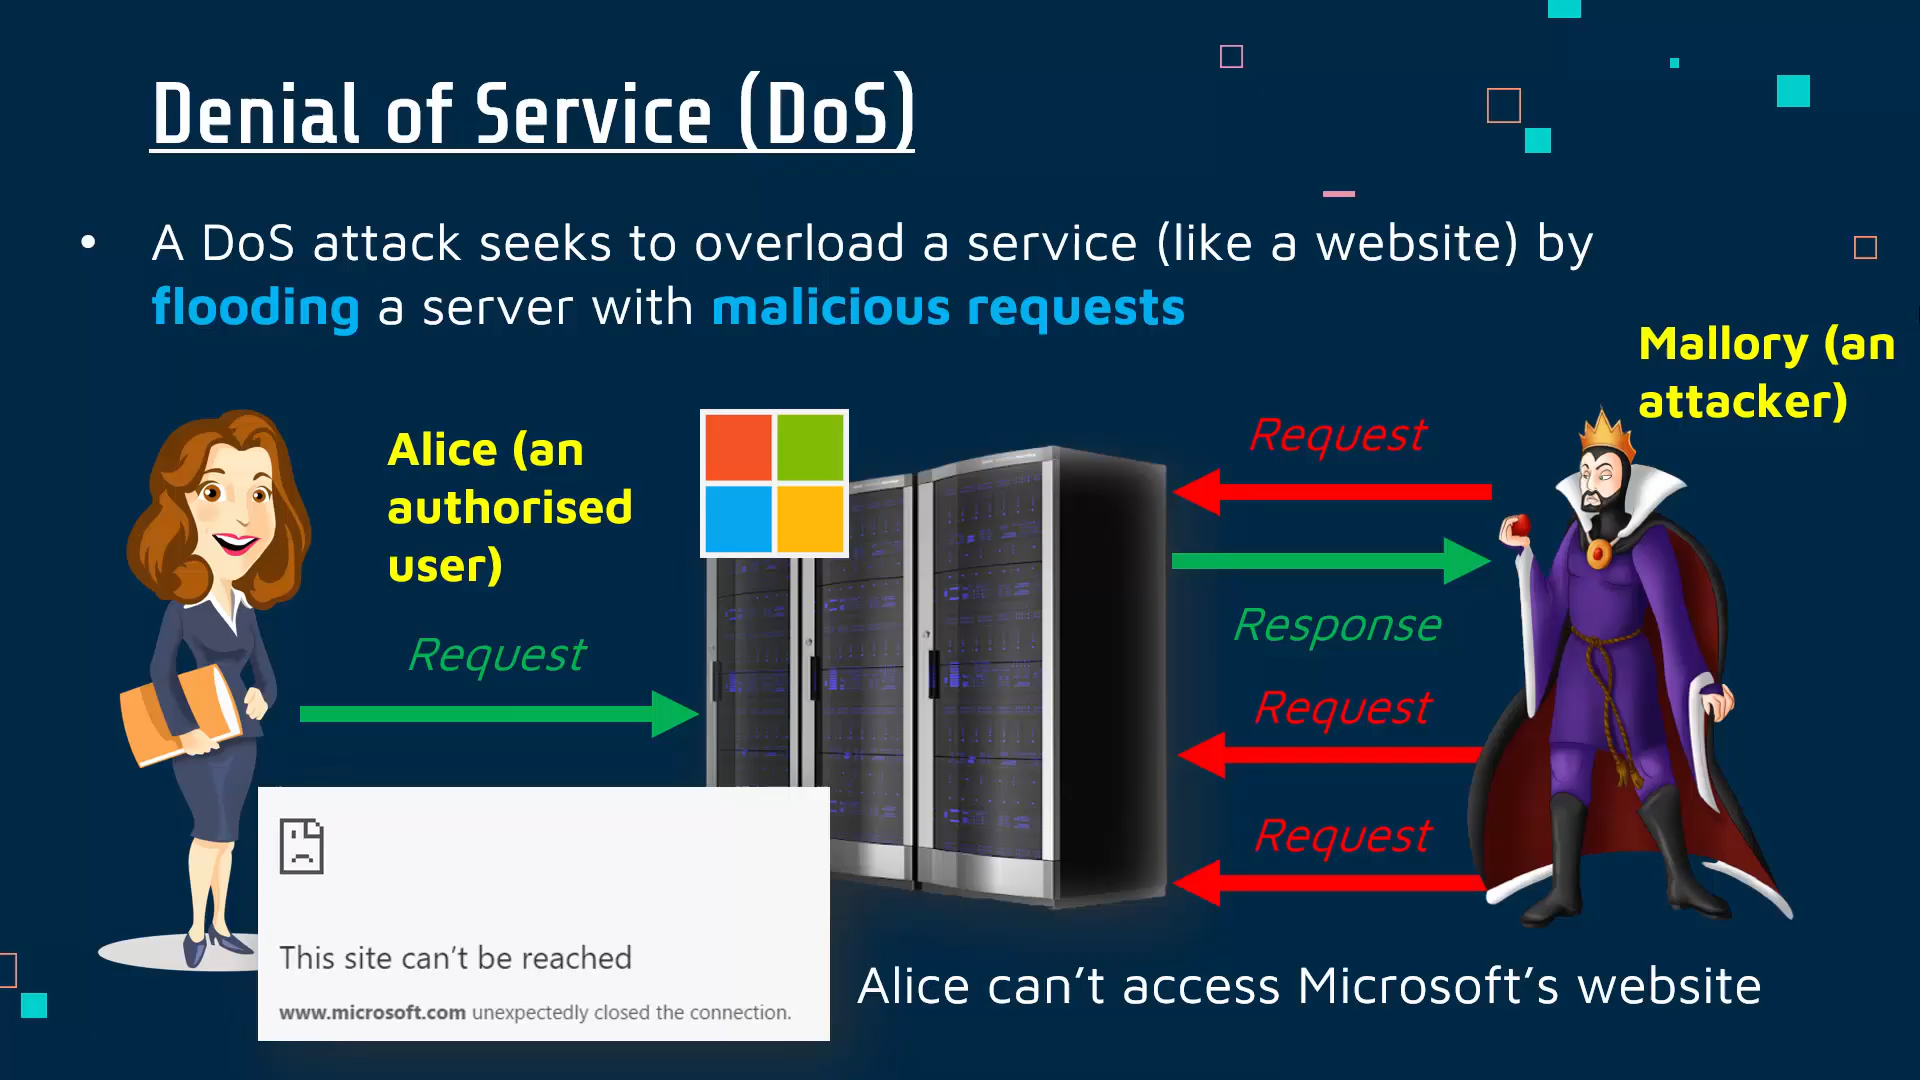 Denial of Service (DoS)
• A DoS attack seeks to overload a service (like a website) by
flooding a server with malicious requests
Mallory (an
attacker)
Alice (an
authorised
user)
Request
Request
Response
Request
Request
This site can’t be reached
www.microsoft.com unexpectedly closed the connection.
Alice can’t access Microsoft’s website